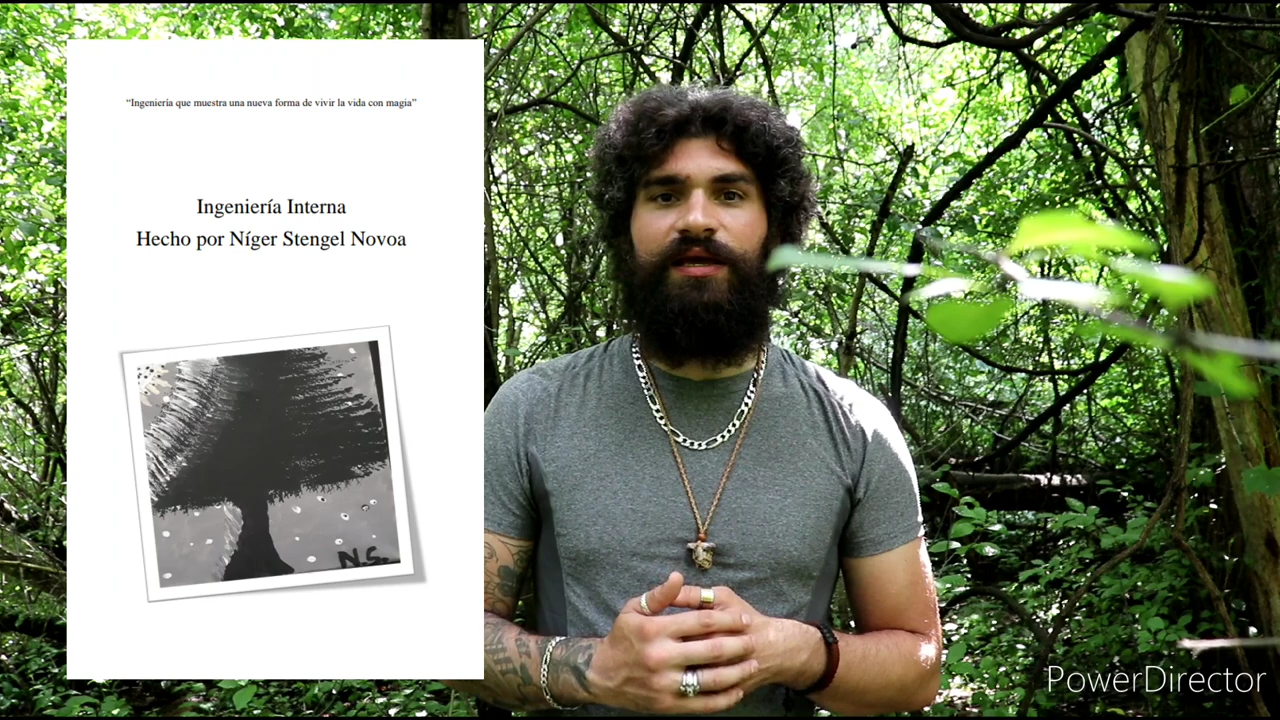 “Ingeniería que muestra una nueva forma de vivir la vida con magia”
Ingeniería Interna
Hecho por Níger Stengel Novoa
N.S.
PowerDirector